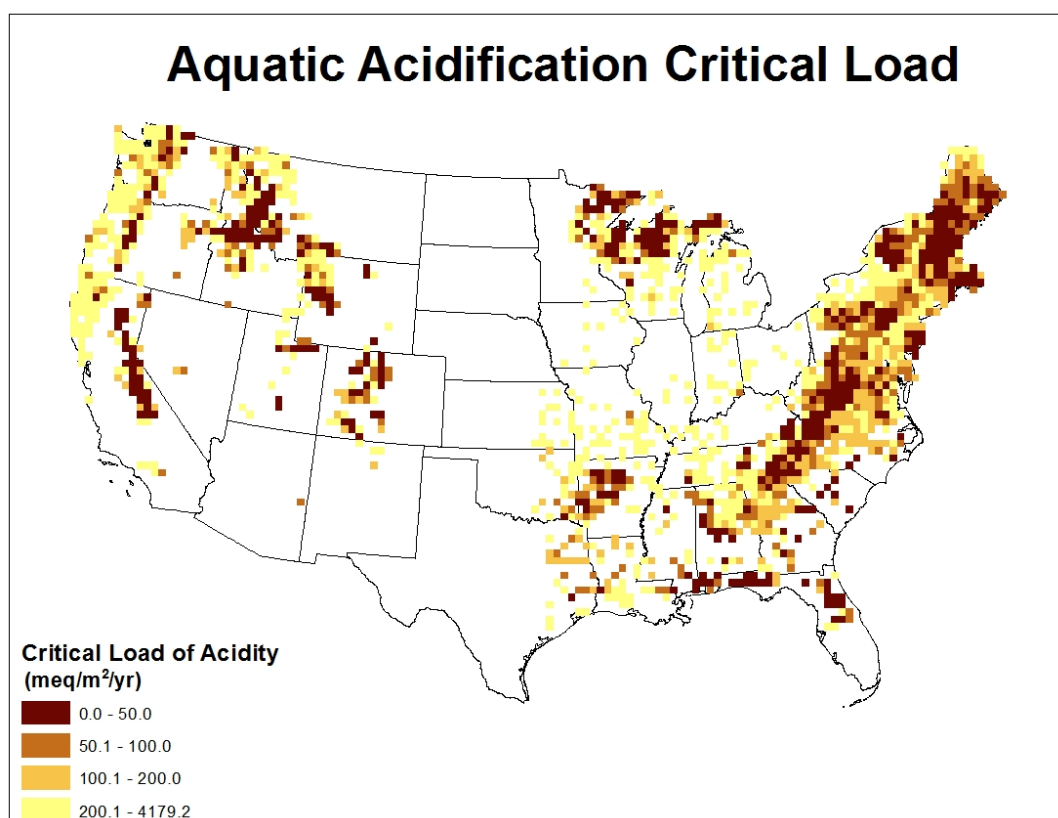 Aquatic Acidification Critical Load
Critical Load of Acidity
(meq/m²/yr)
0.0 - 50.0
50.1 - 100.0
100.1 - 200.0
200.1 - 4179.2